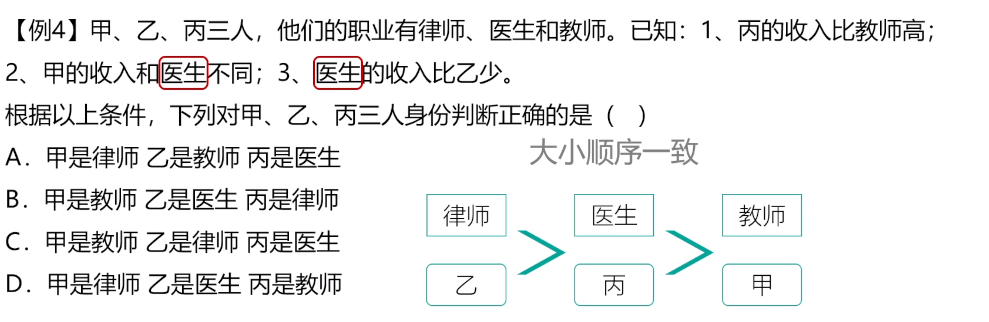 【例4】甲、乙、丙三人，他们的职业有律师、医生和教师。已知：1、丙的收入比教师高；
2、甲的收入和医生不同；3、医生的收入比乙少。
根据以上条件，下列对甲、乙、丙三人身份判断正确的是（ ）
A．甲是律师 乙是教师 丙是医生
B．甲是教师 乙是医生 丙是律师
C．甲是教师 乙是律师 丙是医生
D．甲是律师 乙是医生 丙是教师
大小顺序一致
律师 医生 教师
乙 丙 甲